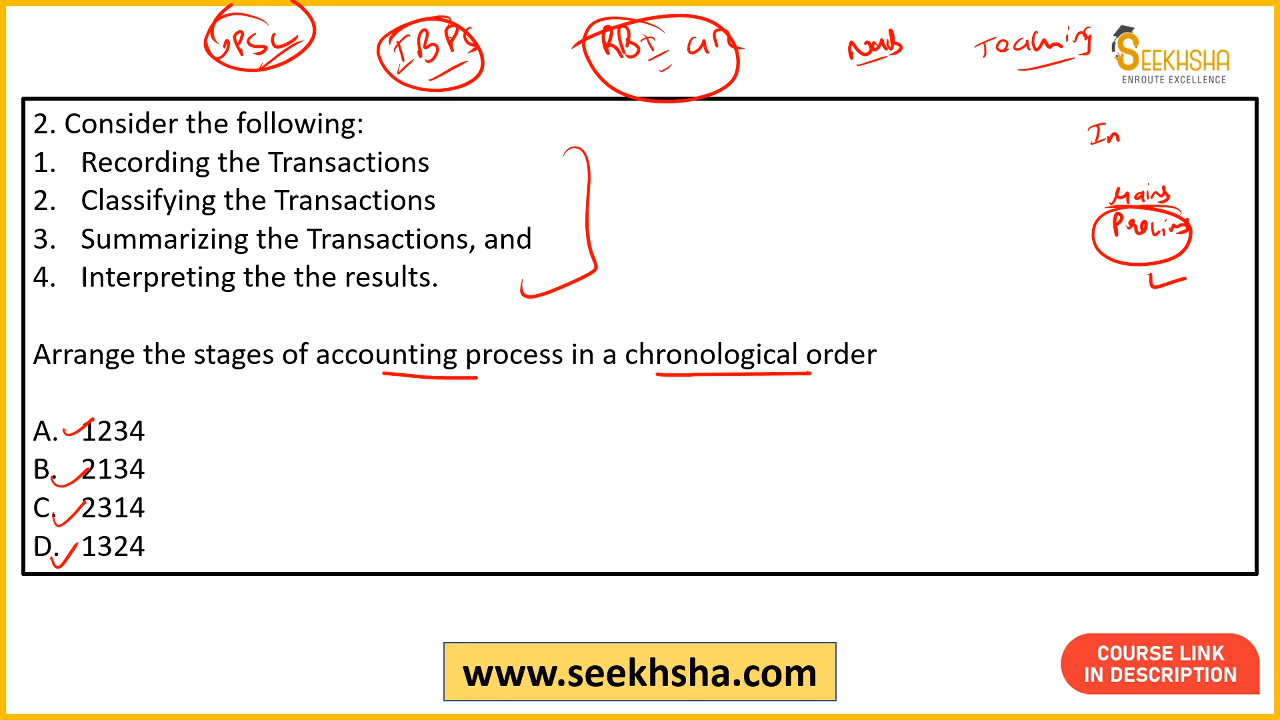 UPSC IBPS RBI Teaching
SEEKHSHA
ENROUTE EXCELLENCE
2. Consider the following:
1. Recording the Transactions
2. Classifying the Transactions
3. Summarizing the Transactions, and
4. Interpreting the the results.
In
Mains
Prelims
Arrange the stages of accounting process in a chronological order
A. 1234
B. 2134
C. 2314
D. 1324
www.seekhsha.com
COURSE LINK
IN DESCRIPTION